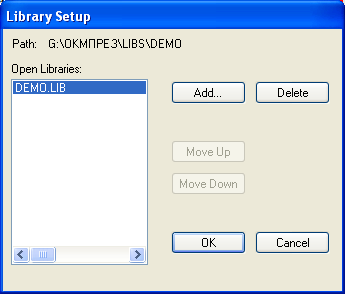 Library Setup
Path: G:\ОКМПРЕЗ\LIBS\DEMO
Open Libraries:
DEMO.LIB
Add...
Delete
Move Up
Move Down
OK
Cancel